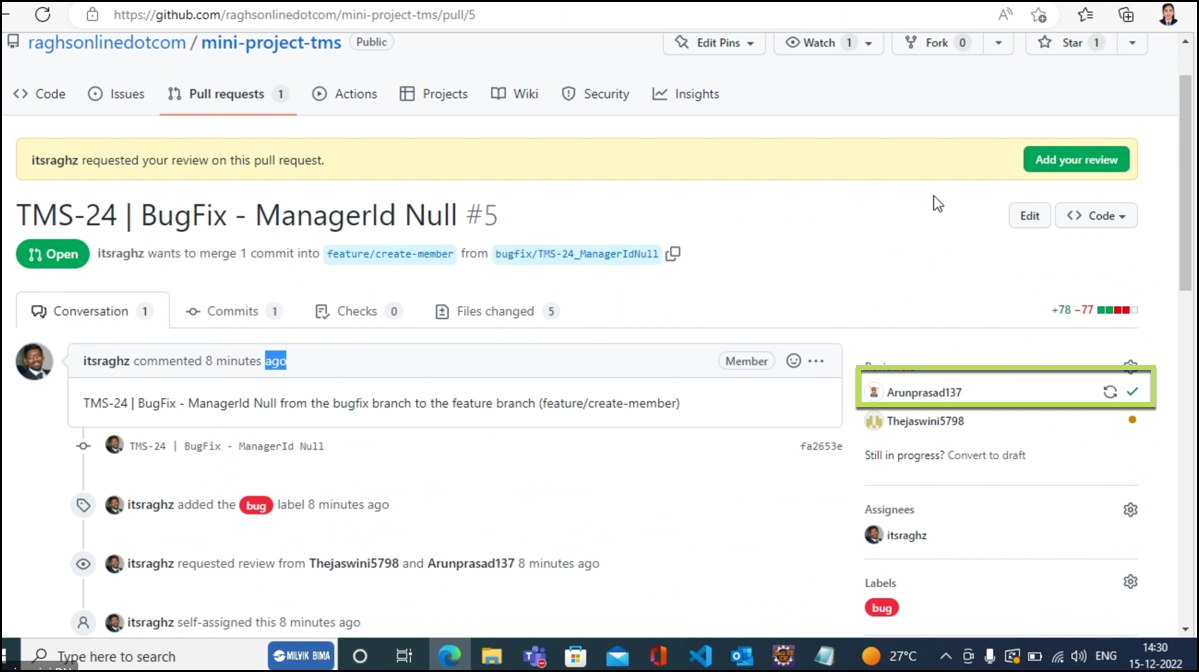 https://github.com/raghsonlinedotcom/mini-project-tms/pull/5
raghsonlinedotcom / mini-project-tms Public Edit Pins Watch 1 Fork 0 Star 1
Code Issues Pull requests 1 Actions Projects Wiki Security Insights
itsraghz requested your review on this pull request. Add your review
TMS-24 | BugFix - ManagerId Null #5 Edit Code
Open itsraghz wants to merge 1 commit into feature/create-member from bugfix/TMS-24_ManagerIdNull
Conversation 1 Commits 1 Checks 0 Files changed 5 +78 −77
itsraghz commented 8 minutes ago Member
TMS-24 | BugFix - ManagerId Null from the bugfix branch to the feature branch (feature/create-member)
TMS-24 | BugFix - ManagerId Null fa2653e
itsraghz added the bug label 8 minutes ago
itsraghz requested review from Thejaswini5798 and Arunprasad137 8 minutes ago
itsraghz self-assigned this 8 minutes ago
Reviewers
Arunprasad137
Thejaswini5798
Still in progress? Convert to draft
Assignees
itsraghz
Labels
bug
Type here to search MILVIK BIMA 27°C ENG 14:30
15-12-2022